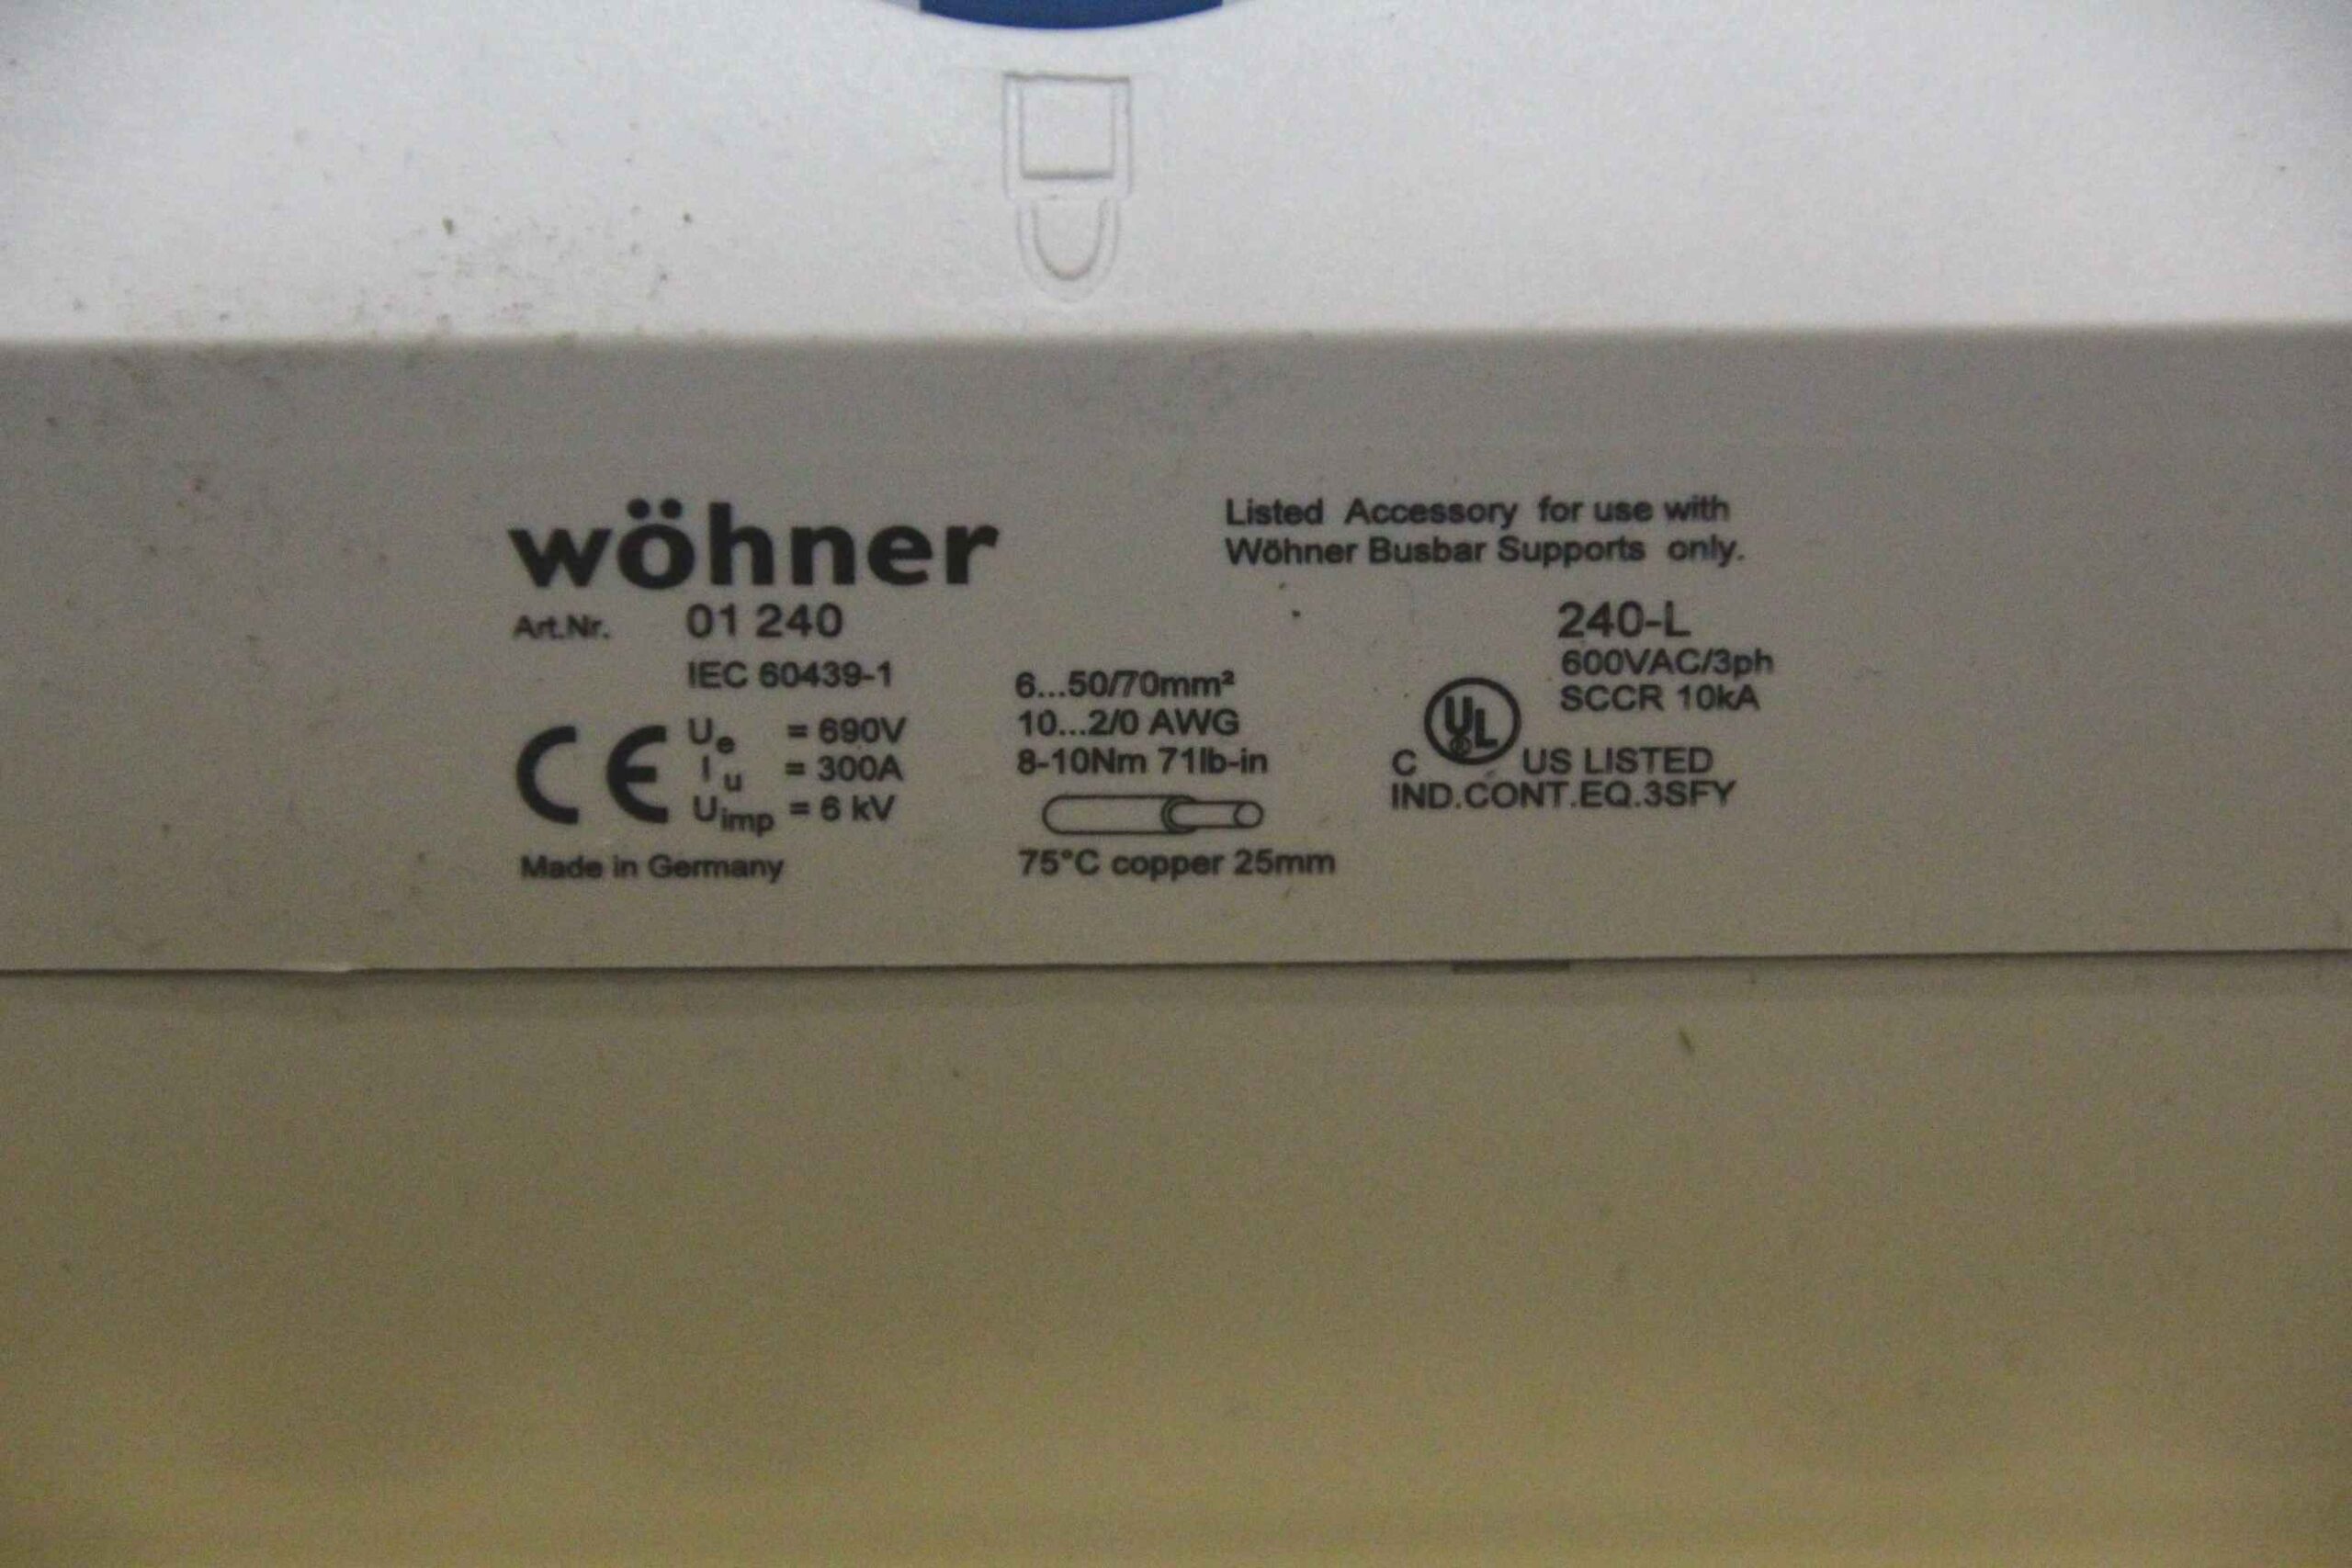 wöhner
Art.Nr. 01 240
IEC 60439-1
CE
Ue = 690V
Iu = 300A
Uimp = 6 kV
Made in Germany
6...50/70mm²
10...2/0 AWG
8-10Nm 71lb-in
75°C copper 25mm
Listed Accessory for use with
Wöhner Busbar Supports only.
240-L
600VAC/3ph
SCCR 10kA
C UL® US LISTED
IND.CONT.EQ.3SFY